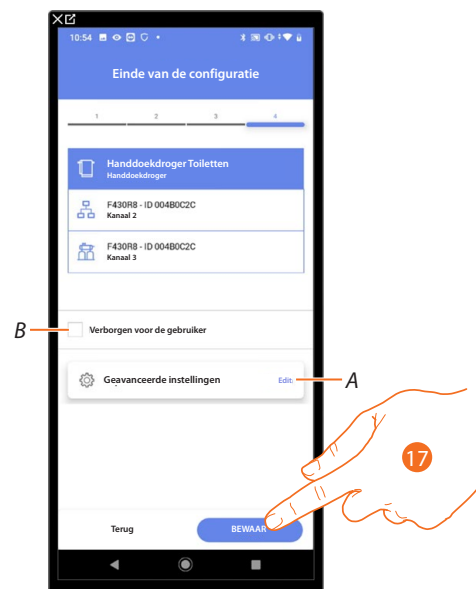 10:54
Einde van de configuratie
1 2 3 4
Handdoekdroger Toiletten
Handdoekdroger
F430R8 - ID 004B0C2C
Kanaal 2
F430R8 - ID 004B0C2C
Kanaal 3
B
Verborgen voor de gebruiker
Geavanceerde instellingen
Edit
A
17
Terug
BEWAAR